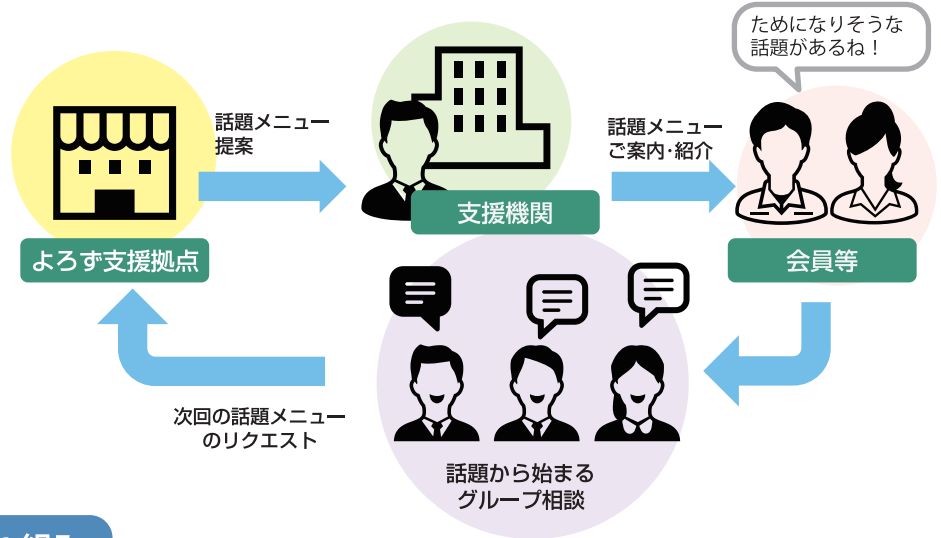 ためになりそうな
話題があるね！
話題メニュー
提案
話題メニュー
ご案内・紹介
支援機関
よろず支援拠点
会員等
次回の話題メニュー
のリクエスト
話題から始まる
グループ相談